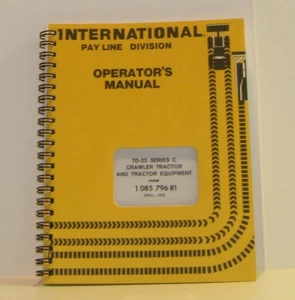 INTERNATIONAL
PAY LINE DIVISION
OPERATOR'S
MANUAL
TD-25 SERIES C
CRAWLER TRACTOR
AND TRACTOR EQUIPMENT
1 085 796 R1